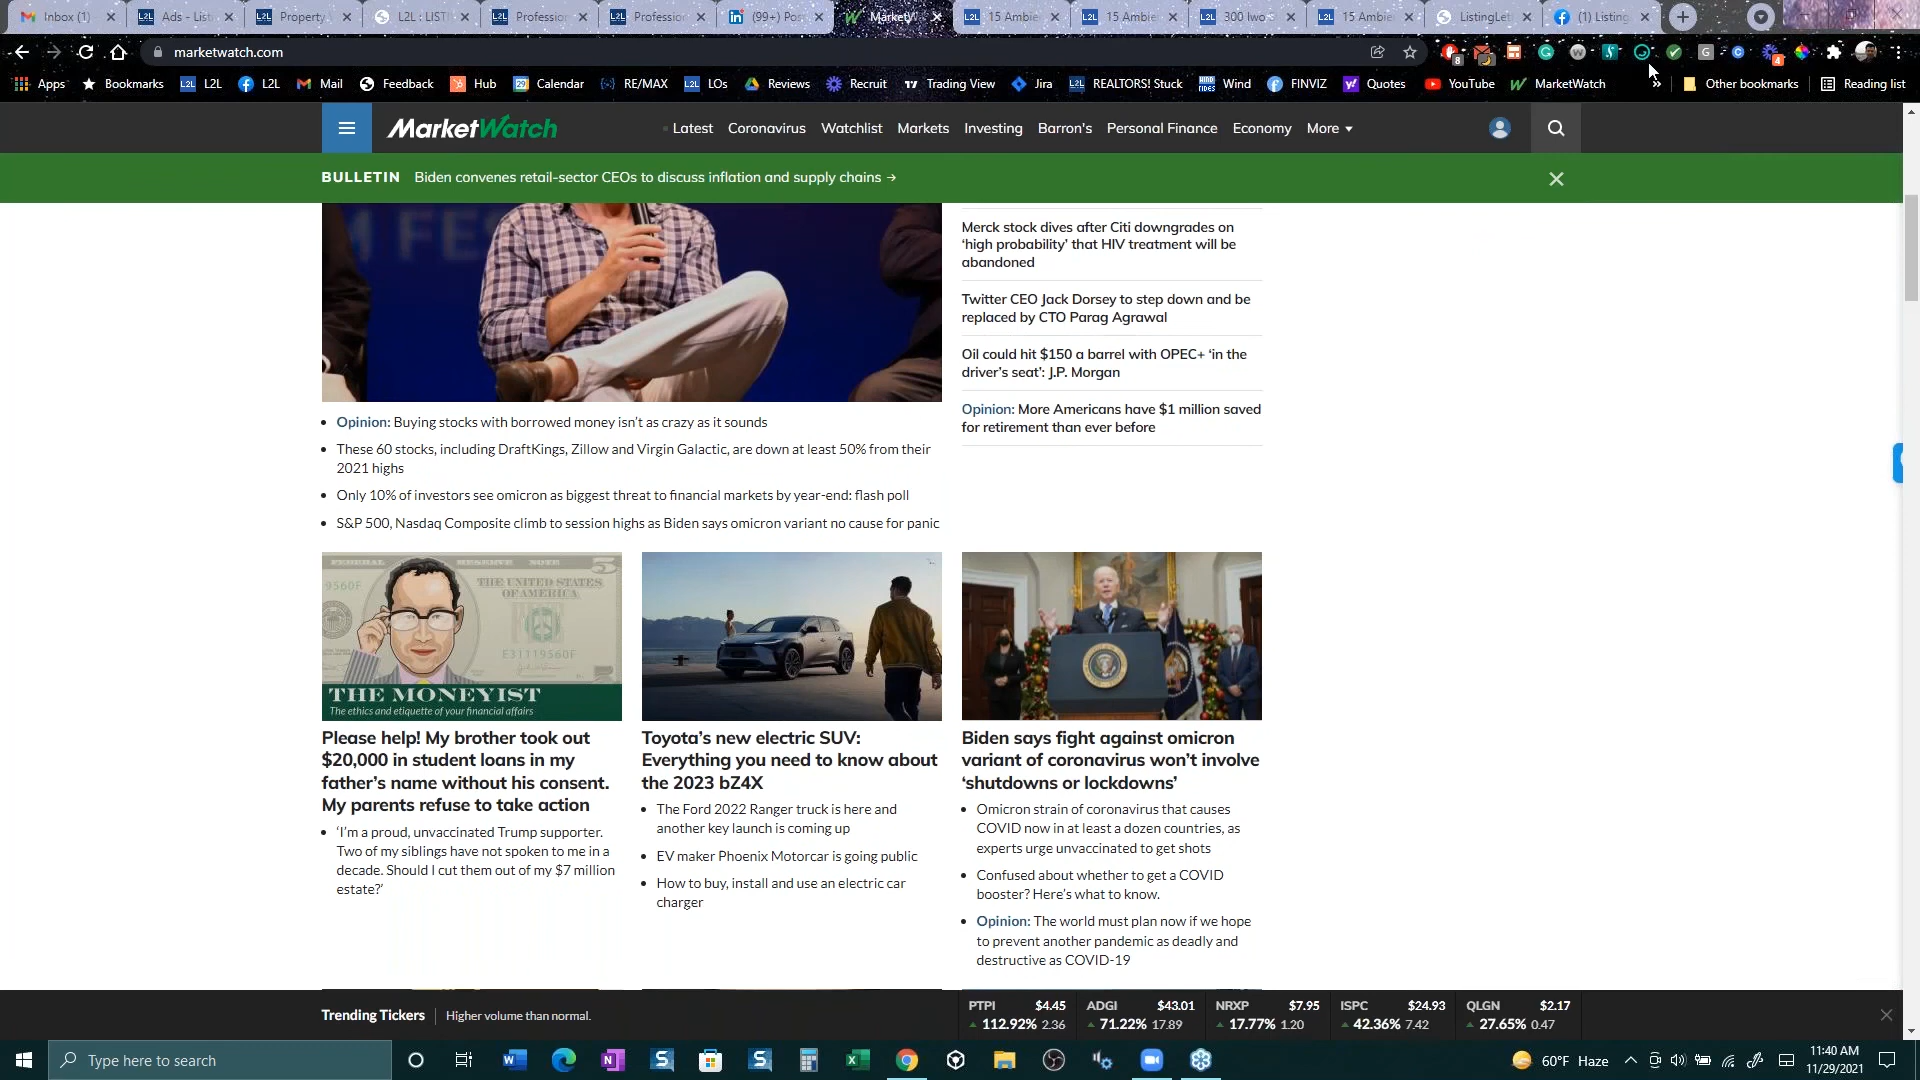 Inbox (1)
Ads - List
Property
L2L : LISTI
Profession
Profession
(99+) Pos
MarketW
15 Ambie
15 Ambie
300 Iwo
15 Ambie
ListingLet
(1) Listing
marketwatch.com
Apps
Bookmarks
L2L
L2L
Mail
Feedback
Hub
Calendar
RE/MAX
LOs
Reviews
Recruit
Trading View
Jira
REALTORS! Stuck
Wind
FINVIZ
Quotes
YouTube
MarketWatch
»
Other bookmarks
Reading list
MarketWatch
Latest
Coronavirus
Watchlist
Markets
Investing
Barron's
Personal Finance
Economy
More
BULLETIN
Biden convenes retail-sector CEOs to discuss inflation and supply chains →
M FES
• Opinion: Buying stocks with borrowed money isn't as crazy as it sounds
• These 60 stocks, including DraftKings, Zillow and Virgin Galactic, are down at least 50% from their
2021 highs
• Only 10% of investors see omicron as biggest threat to financial markets by year-end: flash poll
• S&P 500, Nasdaq Composite climb to session highs as Biden says omicron variant no cause for panic
Merck stock dives after Citi downgrades on
‘high probability’ that HIV treatment will be
abandoned
Twitter CEO Jack Dorsey to step down and be
replaced by CTO Parag Agrawal
Oil could hit $150 a barrel with OPEC+ ‘in the
driver's seat’: J.P. Morgan
Opinion: More Americans have $1 million saved
for retirement than ever before
FEDERAL RESERVE NOTE
5
9560F
THE UNITED STATES
OF AMERICA
E31119560F
THE MONEYIST
The ethics and etiquette of your financial affairs
Please help! My brother took out
$20,000 in student loans in my
father's name without his consent.
My parents refuse to take action
• ‘I'm a proud, unvaccinated Trump supporter.
Two of my siblings have not spoken to me in a
decade. Should I cut them out of my $7 million
estate?’
Toyota's new electric SUV:
Everything you need to know about
the 2023 bZ4X
• The Ford 2022 Ranger truck is here and
another key launch is coming up
• EV maker Phoenix Motorcar is going public
• How to buy, install and use an electric car
charger
Biden says fight against omicron
variant of coronavirus won't involve
‘shutdowns or lockdowns’
• Omicron strain of coronavirus that causes
COVID now in at least a dozen countries, as
experts urge unvaccinated to get shots
• Confused about whether to get a COVID
booster? Here's what to know.
• Opinion: The world must plan now if we hope
to prevent another pandemic as deadly and
destructive as COVID-19
Trending Tickers
Higher volume than normal.
PTPI $4.45
112.92% 2.36
ADGI $43.01
71.22% 17.89
NRXP $7.95
17.77% 1.20
ISPC $24.93
42.36% 7.42
QLGN $2.17
27.65% 0.47
Type here to search
60°F Haze
11:40 AM
11/29/2021